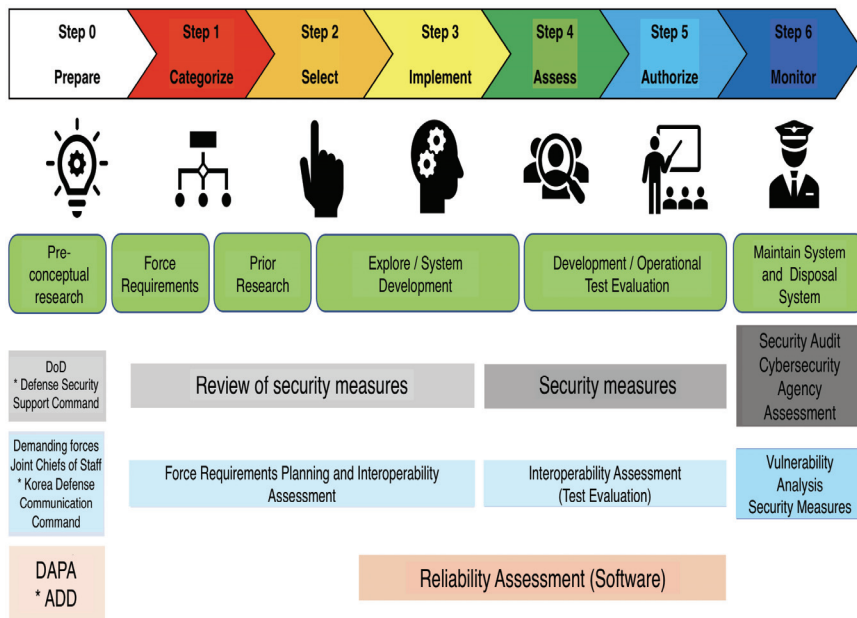 Step 0
Prepare
Step 1
Categorize
Step 2
Select
Step 3
Implement
Step 4
Assess
Step 5
Authorize
Step 6
Monitor
Pre-
conceptual
research
Force
Requirements
Prior
Research
Explore / System
Development
Development / Operational
Test Evaluation
Maintain System
and Disposal
System
DoD
* Defense Security
Support Command
Review of security measures
Security measures
Security Audit
Cybersecurity
Agency
Assessment
Demanding forces
Joint Chiefs of Staff
* Korea Defense
Communication
Command
Force Requirements Planning and Interoperability
Assessment
Interoperability Assessment
(Test Evaluation)
Vulnerability
Analysis
Security Measures
DAPA
* ADD
Reliability Assessment (Software)